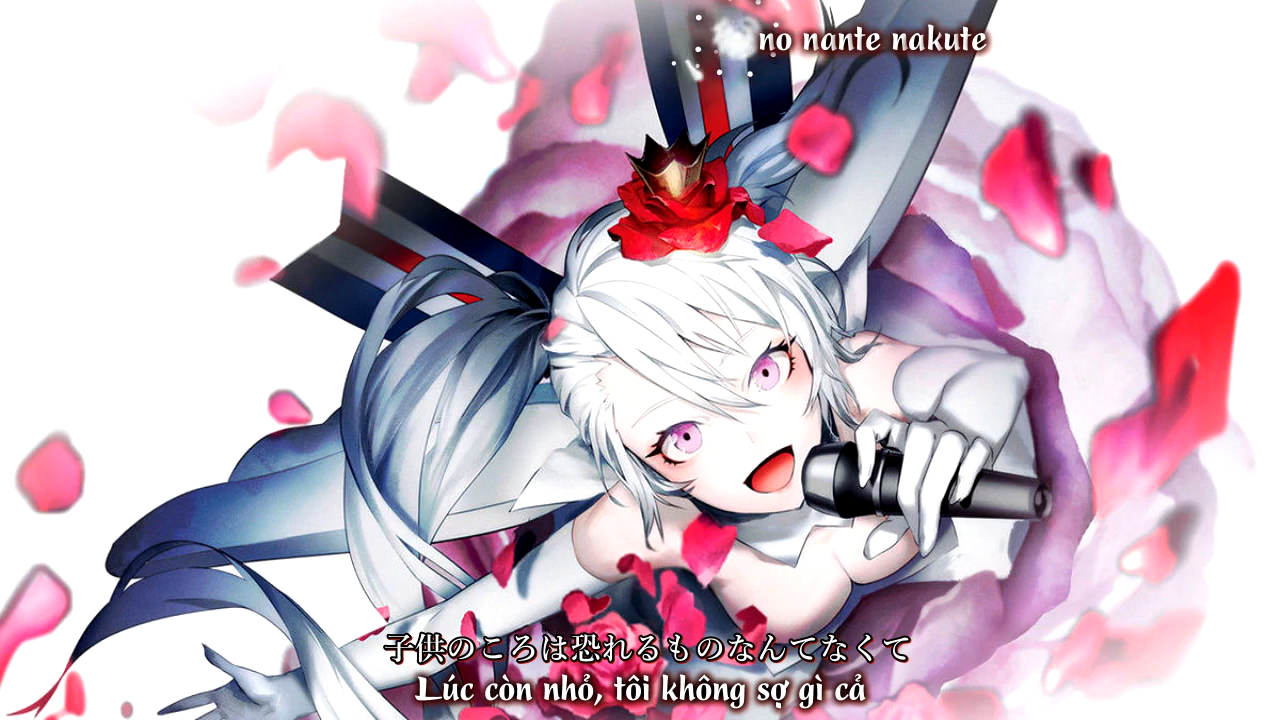 no nante nakute
子供のころは恐れるものなんてなくて
Lúc còn nhỏ, tôi không sợ gì cả